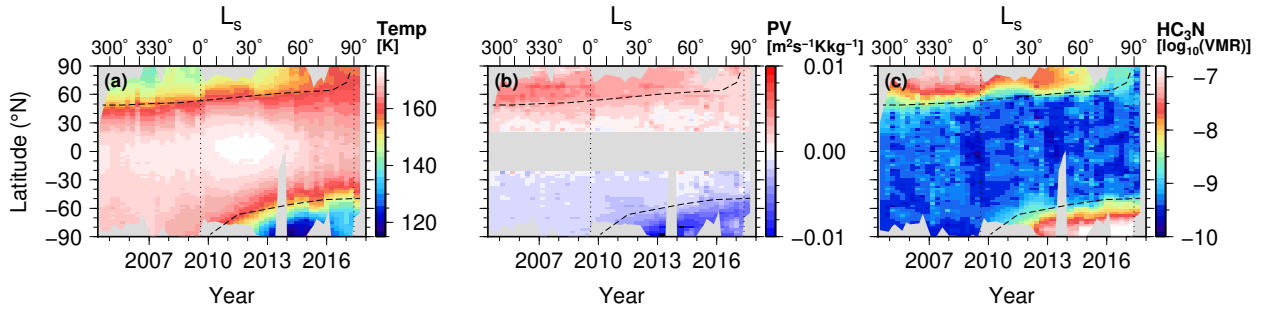 Lₛ
300° 330° 0° 30° 60° 90°
Temp
[K]
90
60
30
0
−30
−60
−90
Latitude (°N)
(a)
160
140
120
2007 2010 2013 2016
Year
Lₛ
300° 330° 0° 30° 60° 90°
PV
[m²s⁻¹Kkg⁻¹]
(b)
0.01
0.00
−0.01
2007 2010 2013 2016
Year
Lₛ
300° 330° 0° 30° 60° 90°
HC₃N
[log₁₀(VMR)]
(c)
−7
−8
−9
−10
2007 2010 2013 2016
Year